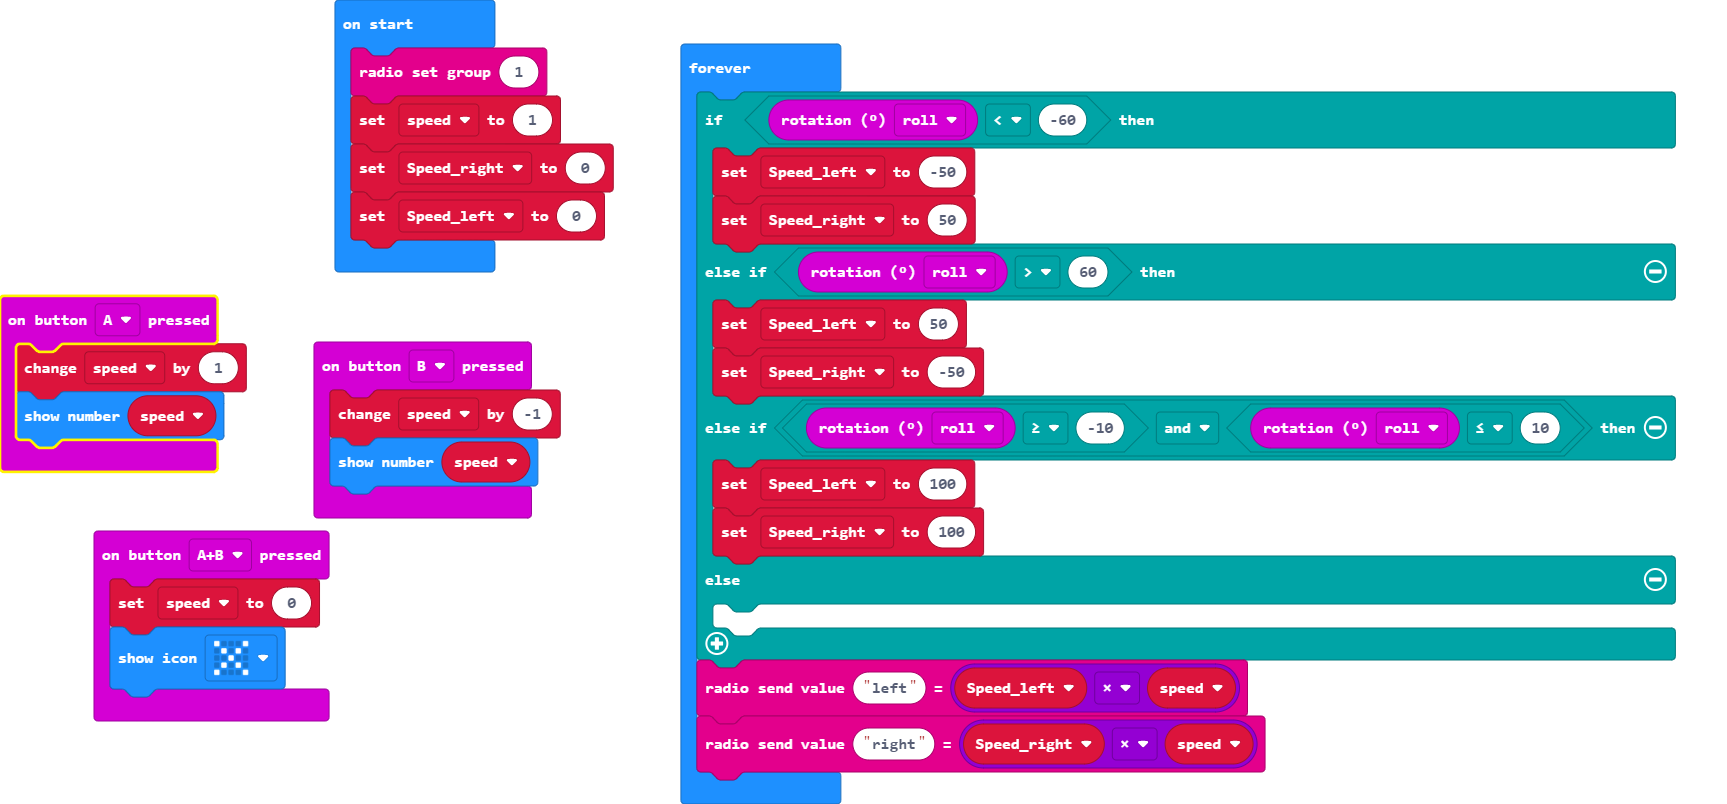 on start
radio set group 1
set speed to 1
set Speed_right to 0
set Speed_left to 0
on button A pressed
change speed by 1
show number speed
on button B pressed
change speed by -1
show number speed
on button A+B pressed
set speed to 0
show icon
forever
if rotation (º) roll < -60 then
set Speed_left to -50
set Speed_right to 50
else if rotation (º) roll > 60 then
set Speed_left to 50
set Speed_right to -50
else if rotation (º) roll ≥ -10 and rotation (º) roll ≤ 10 then
set Speed_left to 100
set Speed_right to 100
else
radio send value "left" = Speed_left × speed
radio send value "right" = Speed_right × speed